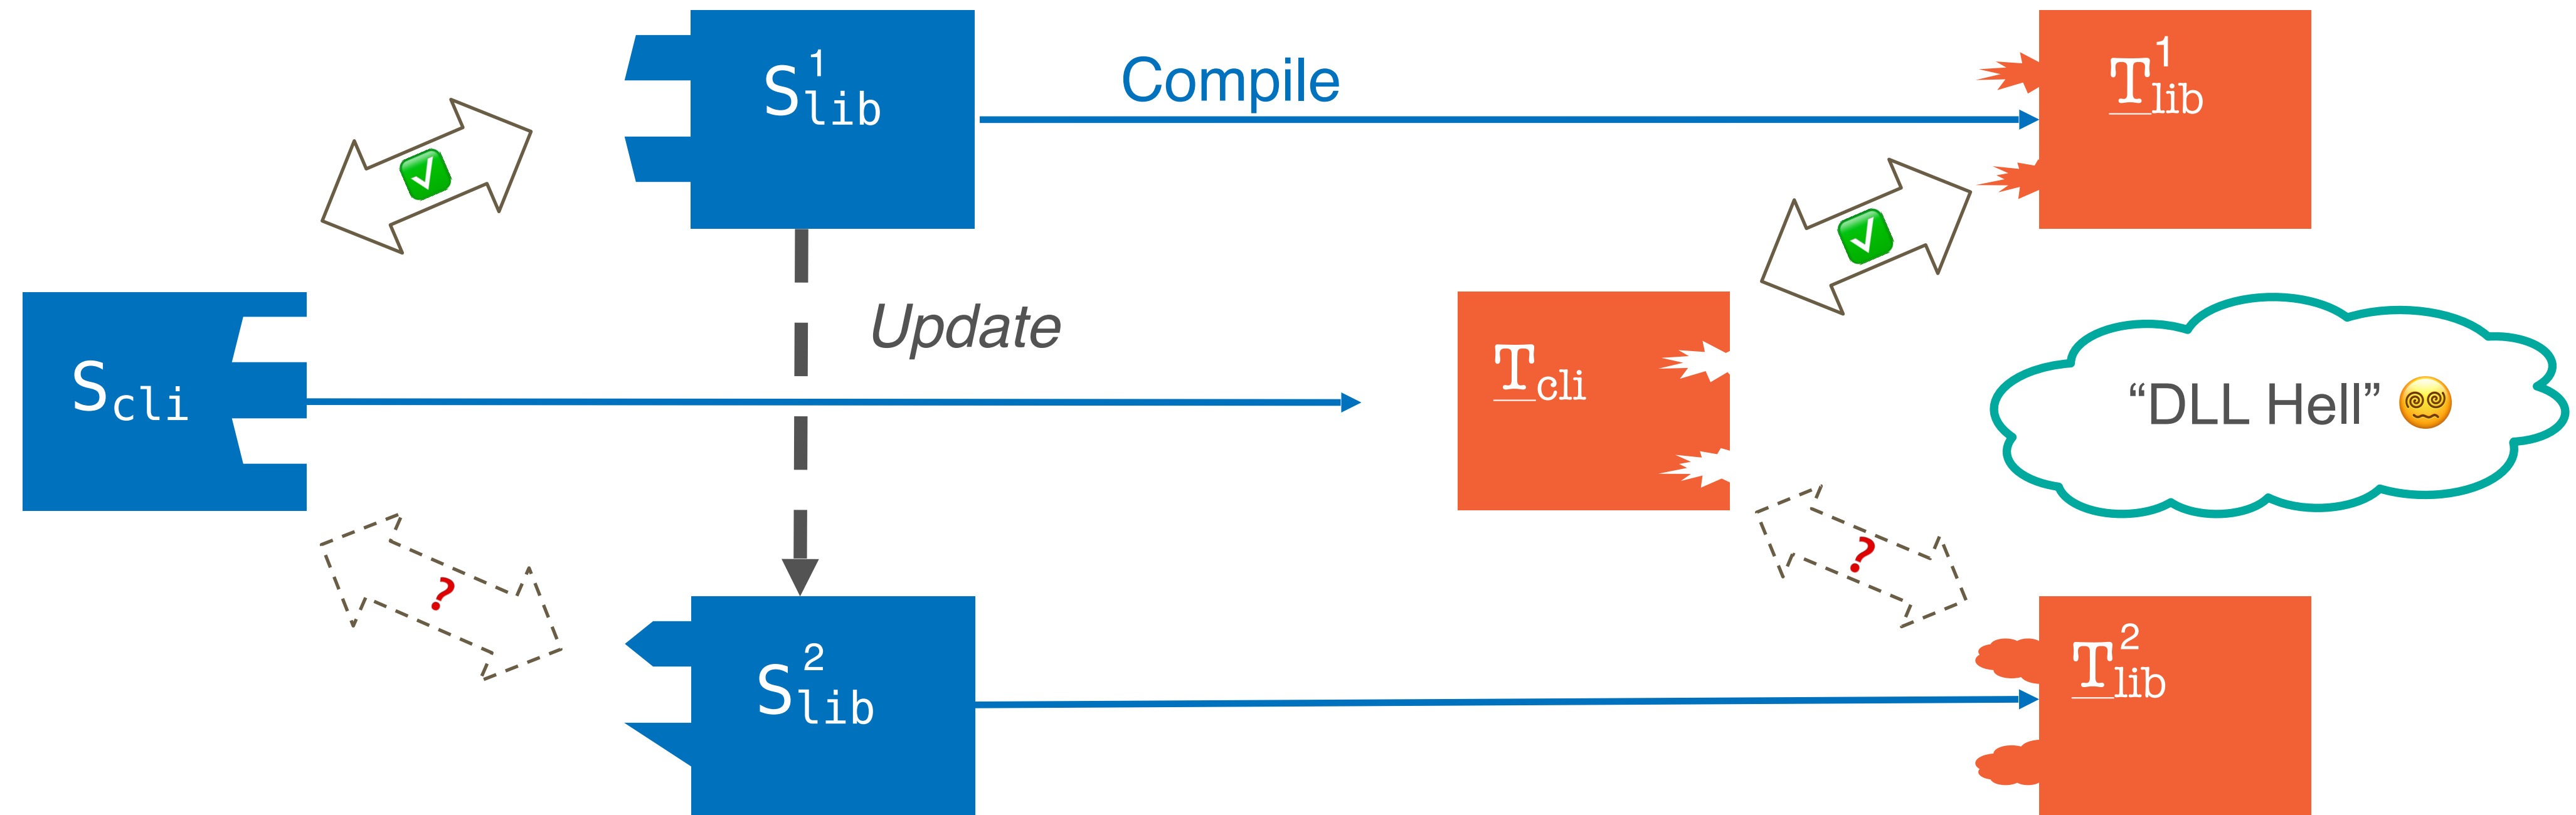 S¹lib
Compile
T¹lib
Update
Scli
Tcli
“DLL Hell” 😵‍💫
?
?
S²lib
T²lib